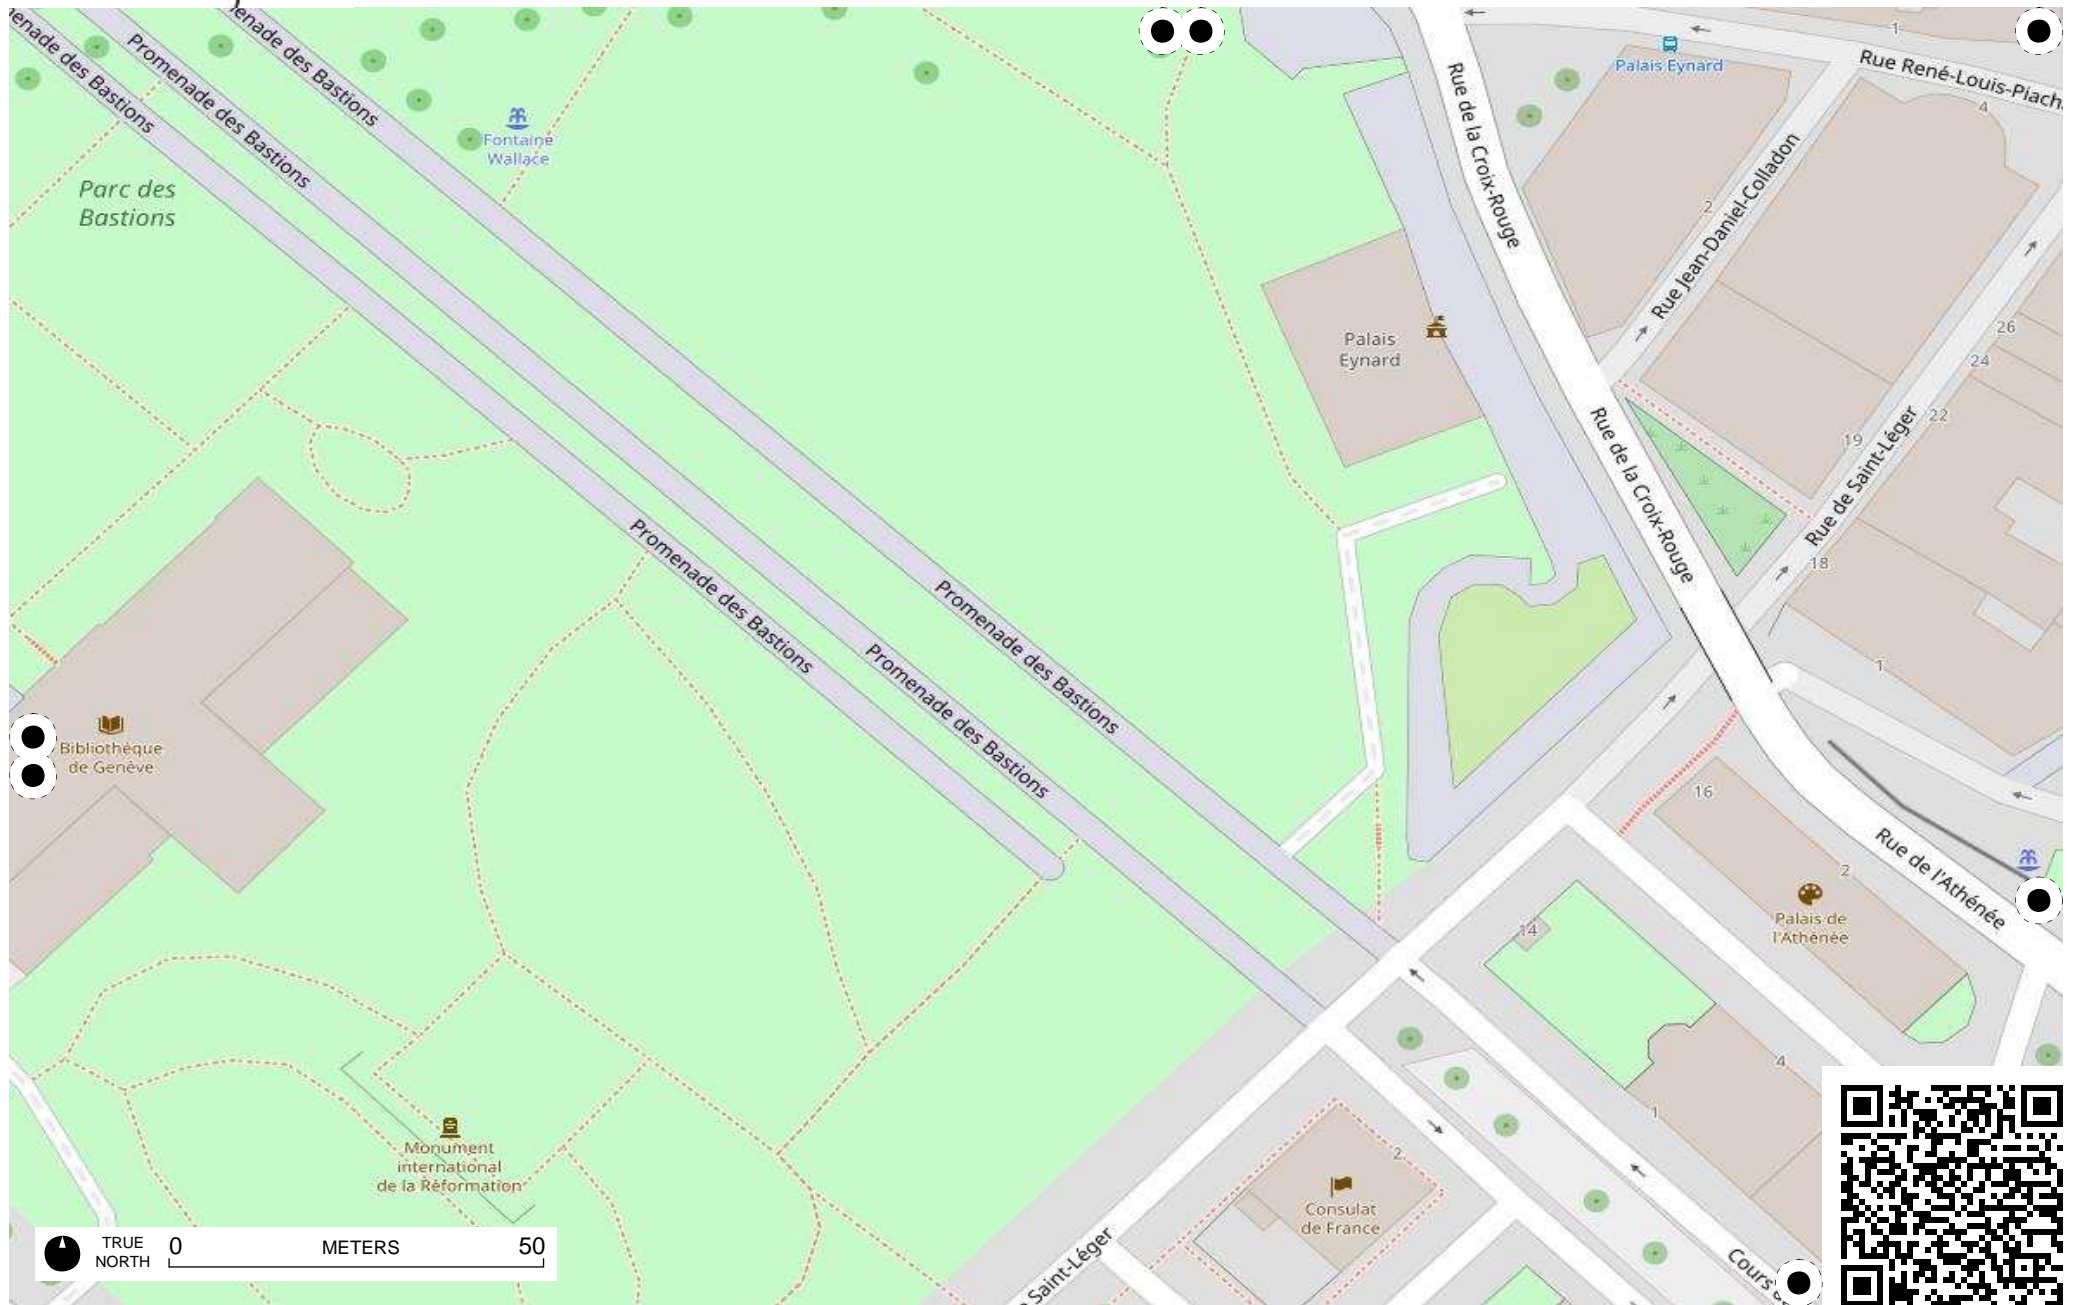 Promenade des Bastions
Promenade des Bastions
1
Palais Eynard
Rue René-Louis-Piach
4
Rue de la Croix-Rouge
Fontaine
Wallace
Parc des
Bastions
2
Rue Jean-Daniel-Colladon
26
Palais
Eynard
24
22
19
Rue de la Croix-Rouge
Rue de Saint-Léger
18
Promenade des Bastions
Promenade des Bastions
Promenade des Bastions
1
Bibliothèque
de Genève
16
2
Rue de l'Athénée
Palais de
l'Athénée
14
4
1
Monument
international
de la Réformation
2
Consulat
de France
Saint-Léger
Cours
TRUE
NORTH
0 METERS 50